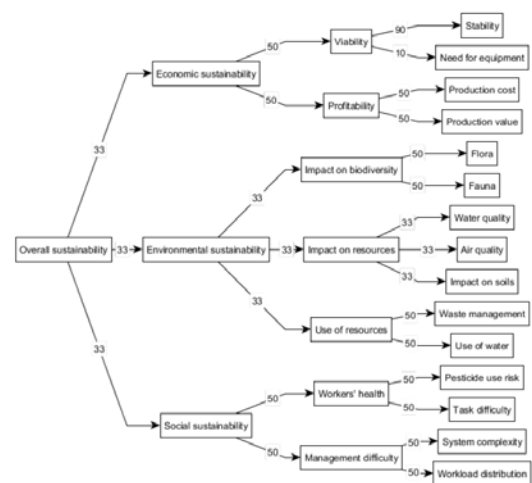 90
Stability
50
Viability
10
Need for equipment
Economic sustainability
50
Production cost
50
Profitability
50
Production value
33
50
Flora
Impact on biodiversity
50
Fauna
33
33
Water quality
Overall sustainability
33
Environmental sustainability
33
Impact on resources
33
Air quality
33
Impact on soils
33
33
50
Waste management
Use of resources
50
Use of water
50
Pesticide use risk
50
Workers' health
50
Task difficulty
Social sustainability
50
System complexity
50
Management difficulty
50
Workload distribution